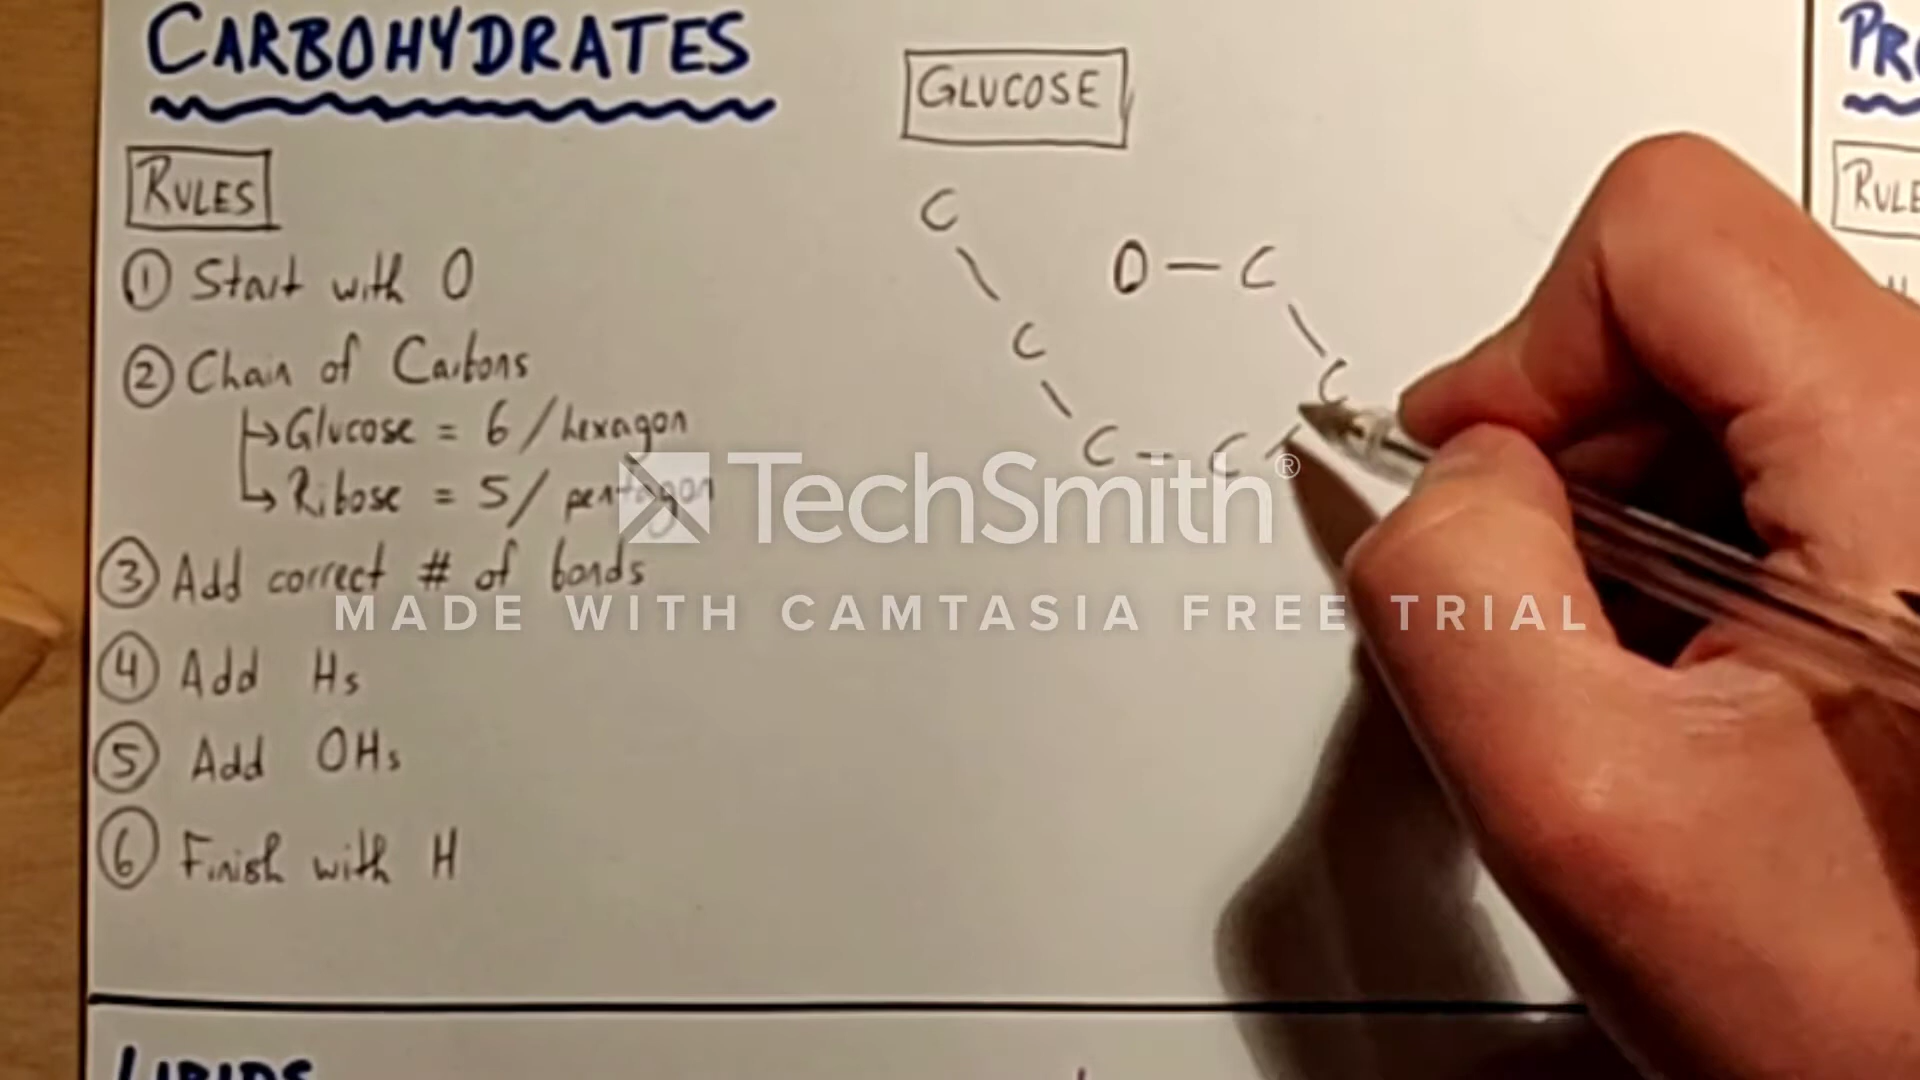 CARBOHYDRATES
RULES
① Start with O
② Chain of Carbons
↳ Glucose = 6 / hexagon
↳ Ribose = 5 / pentagon
③ Add correct # of bonds
④ Add Hs
⑤ Add OHs
⑥ Finish with H
GLUCOSE
C
O — C
C C
C - C
TechSmith®
MADE WITH CAMTASIA FREE TRIAL
LIPIDS